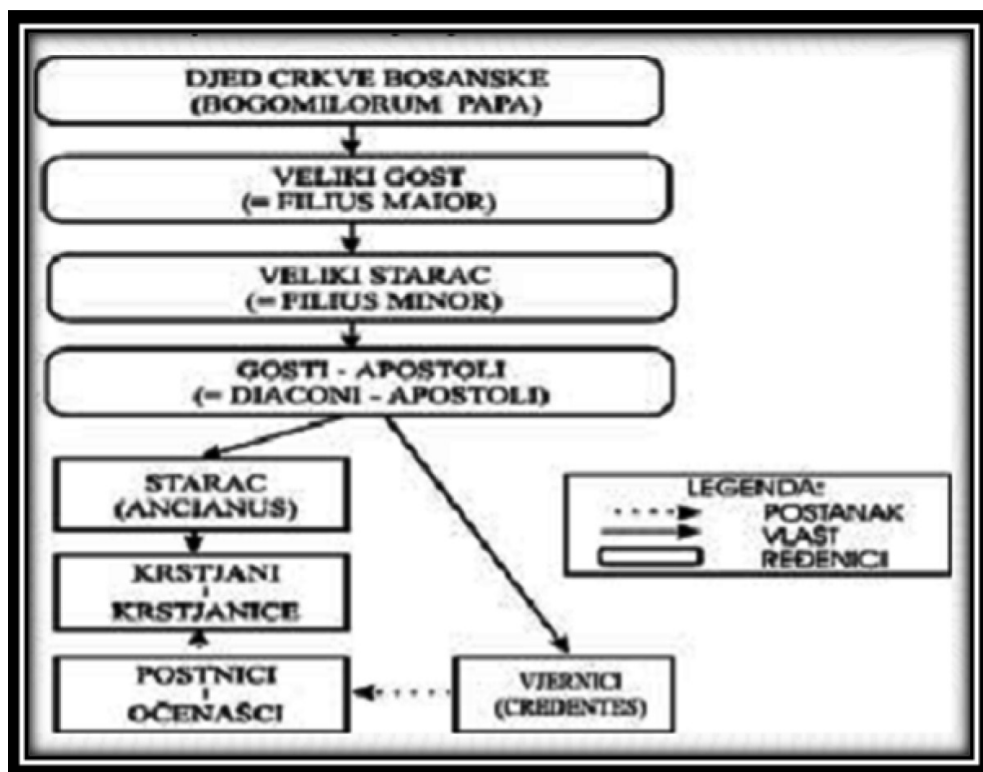 DJED CRKVE BOSANSKE
(BOGOMILORUM PAPA)
VELIKI GOST
(= FILIUS MAIOR)
VELIKI STARAC
(= FILIUS MINOR)
GOSTI - APOSTOLI
(= DIACONI - APOSTOLI)
STARAC
(ANCIANUS)
KRSTJANI
I
KRSTJANICE
POSTNICI
I
OČENAŠCI
VJERNICI
(CREDENTES)
LEGENDA:
POSTANAK
VLAŠT
REĐENICI